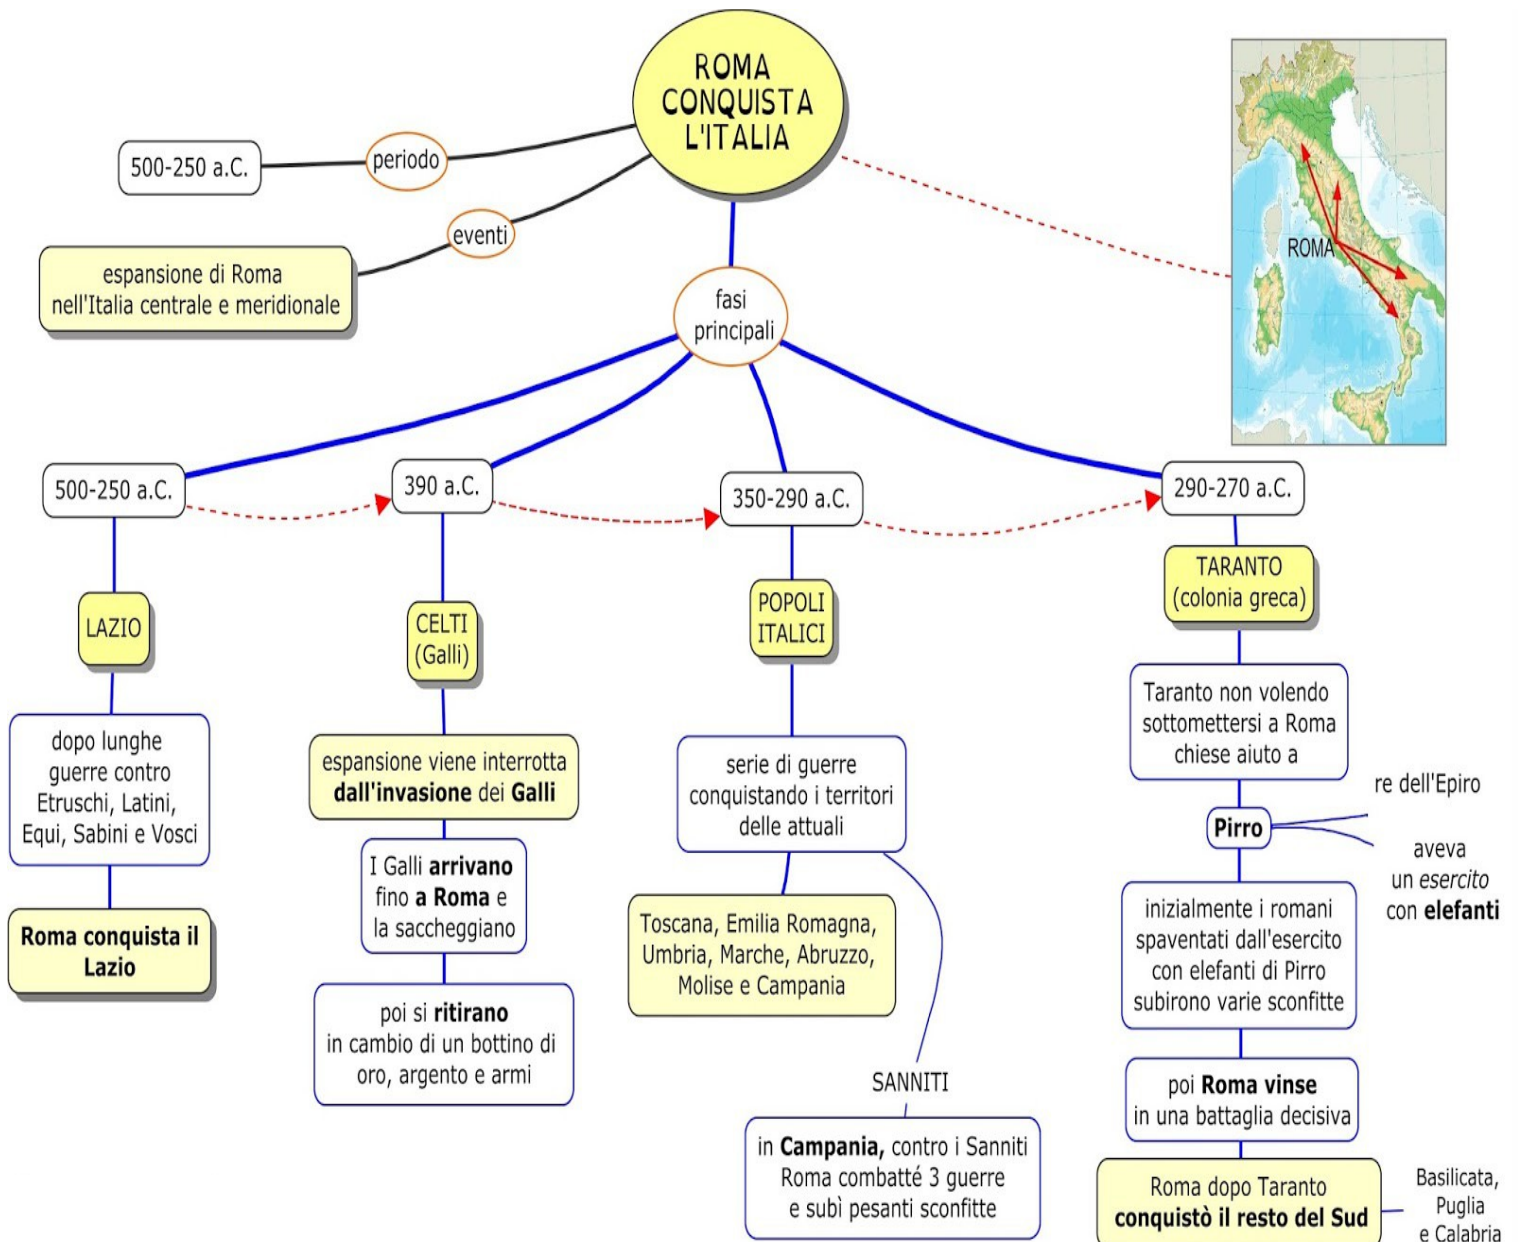 ROMA
CONQUISTA
L'ITALIA
500-250 a.C.
periodo
eventi
espansione di Roma
nell'Italia centrale e meridionale
ROMA
fasi
principali
500-250 a.C.
LAZIO
dopo lunghe
guerre contro
Etruschi, Latini,
Equi, Sabini e Vosci
Roma conquista il
Lazio
390 a.C.
CELTI
(Galli)
espansione viene interrotta
dall'invasione dei Galli
I Galli arrivano
fino a Roma e
la saccheggiano
poi si ritirano
in cambio di un bottino di
oro, argento e armi
350-290 a.C.
POPOLI
ITALICI
serie di guerre
conquistando i territori
delle attuali
Toscana, Emilia Romagna,
Umbria, Marche, Abruzzo,
Molise e Campania
SANNITI
in Campania, contro i Sanniti
Roma combatté 3 guerre
e subì pesanti sconfitte
290-270 a.C.
TARANTO
(colonia greca)
Taranto non volendo
sottomettersi a Roma
chiese aiuto a
Pirro
re dell'Epiro
aveva
un esercito
con elefanti
inizialmente i romani
spaventati dall'esercito
con elefanti di Pirro
subirono varie sconfitte
poi Roma vinse
in una battaglia decisiva
Roma dopo Taranto
conquistò il resto del Sud
Basilicata,
Puglia
e Calabria